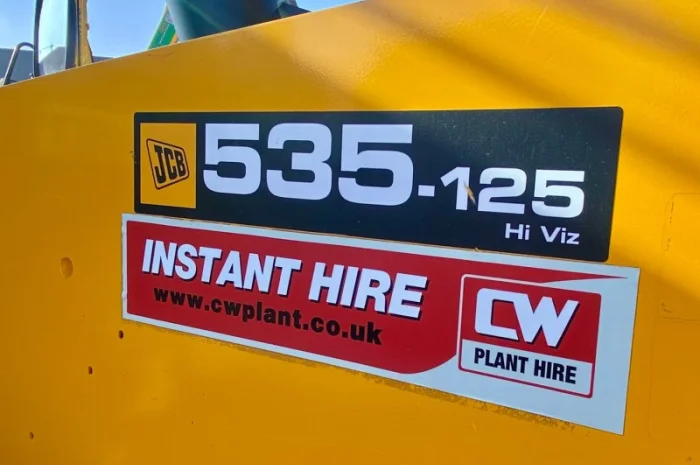 JCB 535-125
Hi Viz
INSTANT HIRE
www.cwplant.co.uk
CW
PLANT HIRE